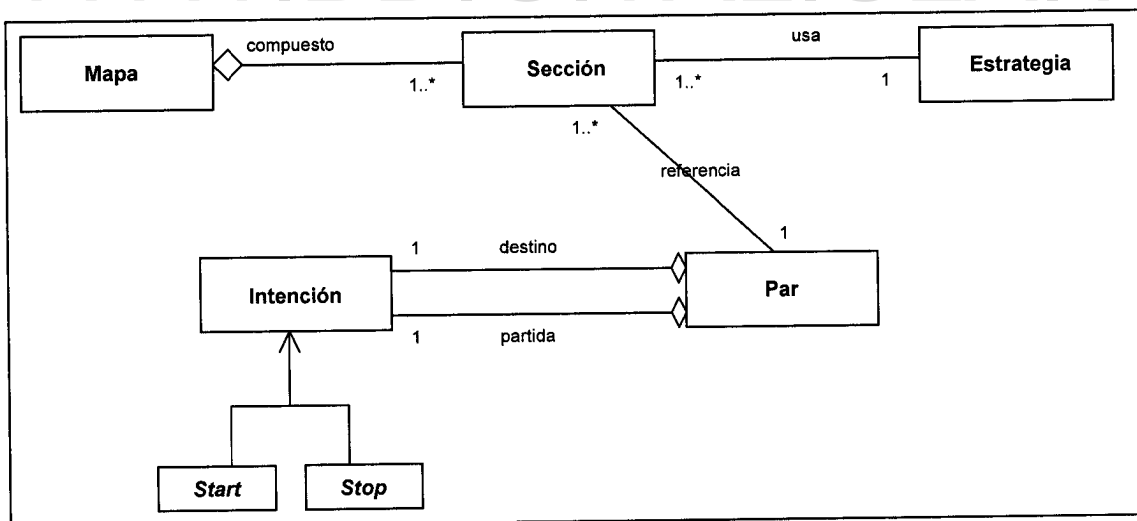 compuesto
usa
Mapa
Sección
Estrategia
1..*
1..*
1
1..*
referencia
1
1
destino
Intención
Par
1
partida
Start
Stop